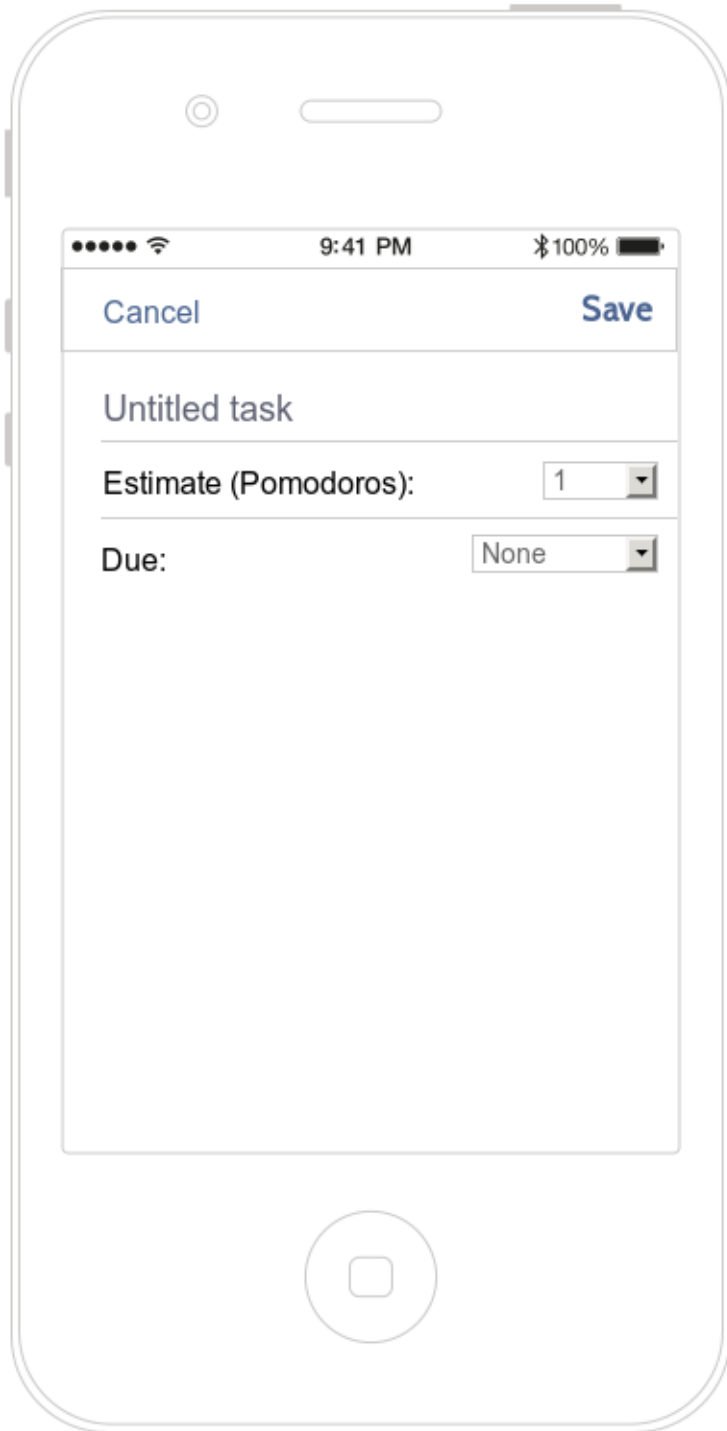 9:41 PM 100%
Cancel Save
Untitled task
Estimate (Pomodoros): 1
Due: None